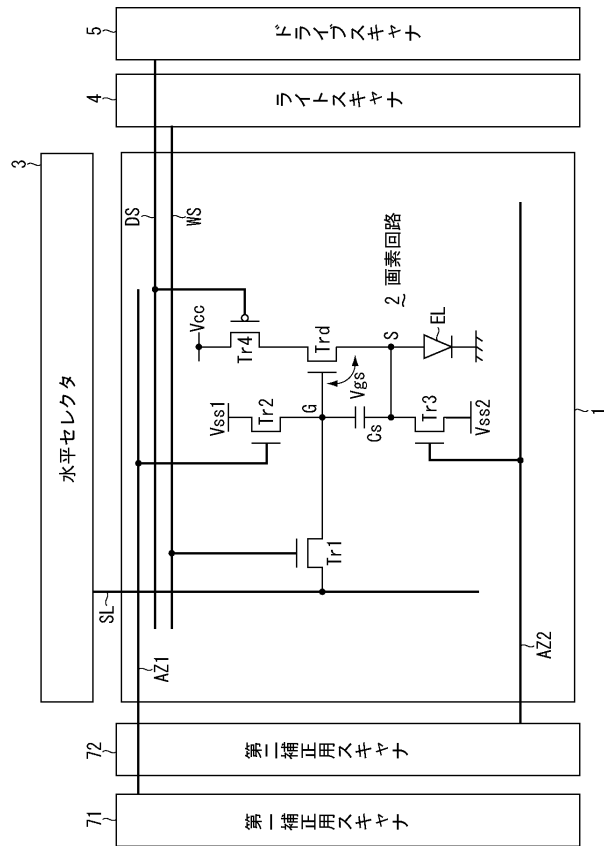 5
ドライブスキャナ
4
ライトスキャナ
3
水平セレクタ
DS
WS
2 画素回路
Vcc
Tr4
Trd
S
EL
Vgs
G
Vss1
Tr2
Cs
Tr3
Vss2
1
Tr1
SL
AZ1
AZ2
72
第二補正用スキャナ
71
第一補正用スキャナ